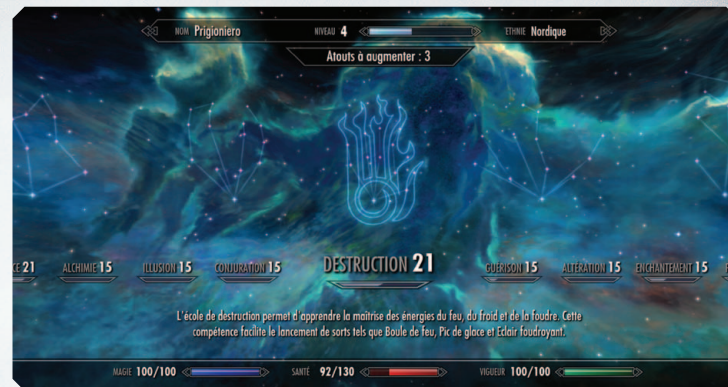 NOM Prigioniero NIVEAU 4 ETHNIE Nordique
Atouts à augmenter : 3
CE 21 ALCHIMIE 15 ILLUSION 15 CONJURATION 15 DESTRUCTION 21 GUÉRISON 15 ALTÉRATION 15 ENCHANTEMENT 15
L'école de destruction permet d'apprendre la maîtrise des énergies du feu, du froid et de la foudre. Cette
compétence facilite le lancement de sorts tels que Boule de feu, Pic de glace et Eclair foudroyant.
MAGIE 100/100 SANTÉ 92/130 VIGUEUR 100/100